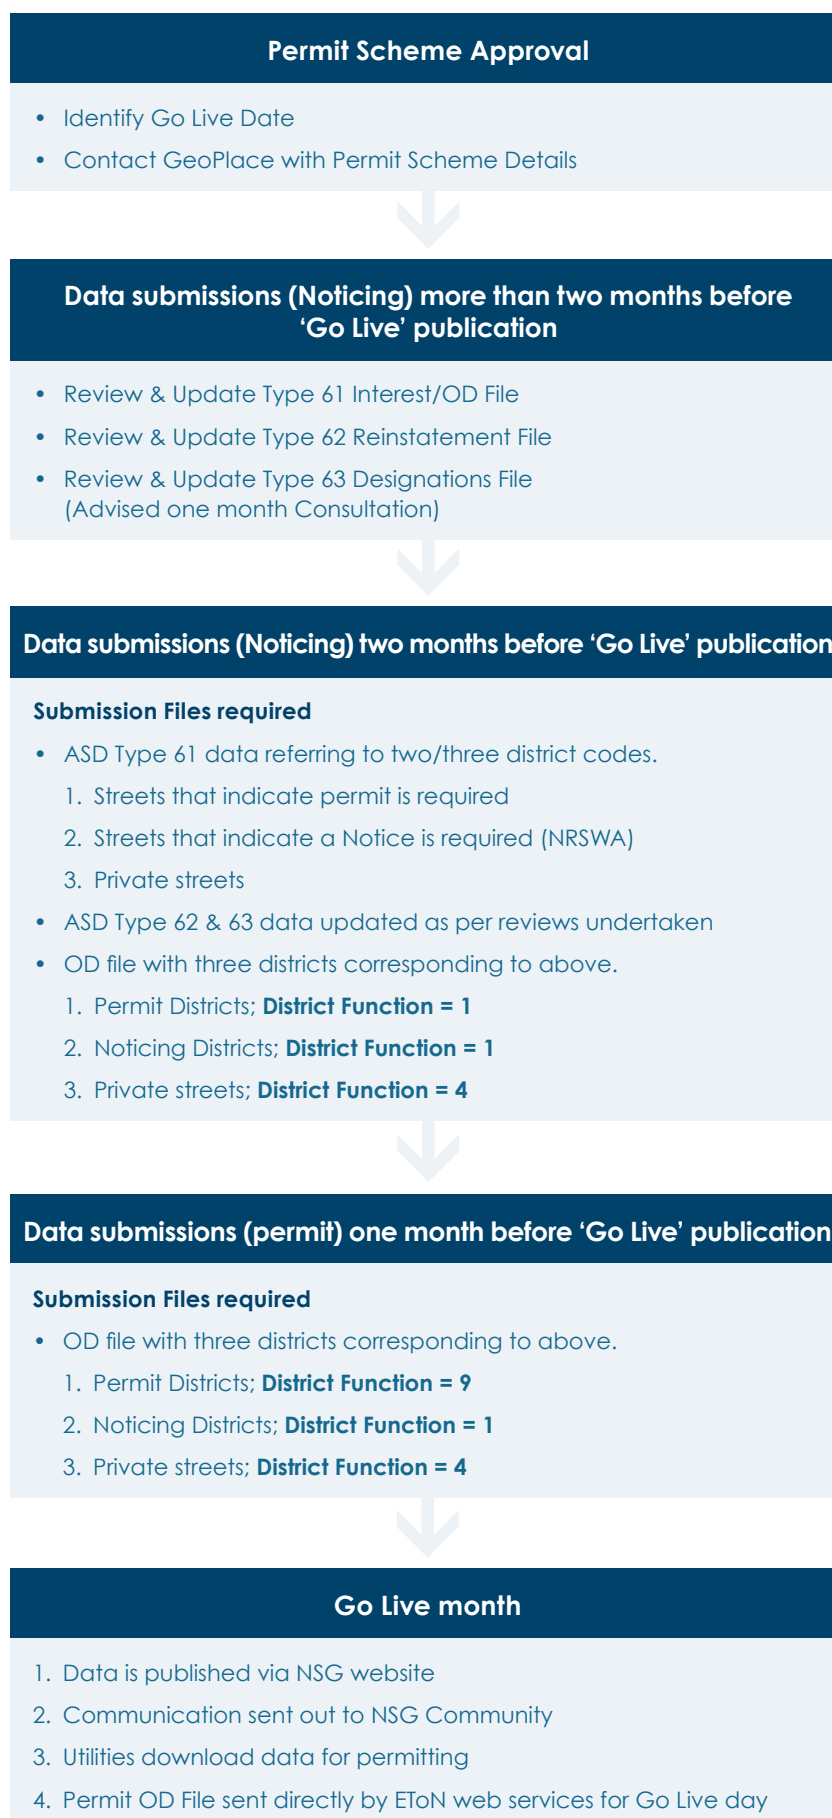 Permit Scheme Approval
• Identify Go Live Date
• Contact GeoPlace with Permit Scheme Details
Data submissions (Noticing) more than two months before
‘Go Live’ publication
• Review & Update Type 61 Interest/OD File
• Review & Update Type 62 Reinstatement File
• Review & Update Type 63 Designations File
(Advised one month Consultation)
Data submissions (Noticing) two months before ‘Go Live’ publication
Submission Files required
• ASD Type 61 data referring to two/three district codes.
1. Streets that indicate permit is required
2. Streets that indicate a Notice is required (NRSWA)
3. Private streets
• ASD Type 62 & 63 data updated as per reviews undertaken
• OD file with three districts corresponding to above.
1. Permit Districts; District Function = 1
2. Noticing Districts; District Function = 1
3. Private streets; District Function = 4
Data submissions (permit) one month before ‘Go Live’ publication
Submission Files required
• OD file with three districts corresponding to above.
1. Permit Districts; District Function = 9
2. Noticing Districts; District Function = 1
3. Private streets; District Function = 4
Go Live month
1. Data is published via NSG website
2. Communication sent out to NSG Community
3. Utilities download data for permitting
4. Permit OD File sent directly by EToN web services for Go Live day